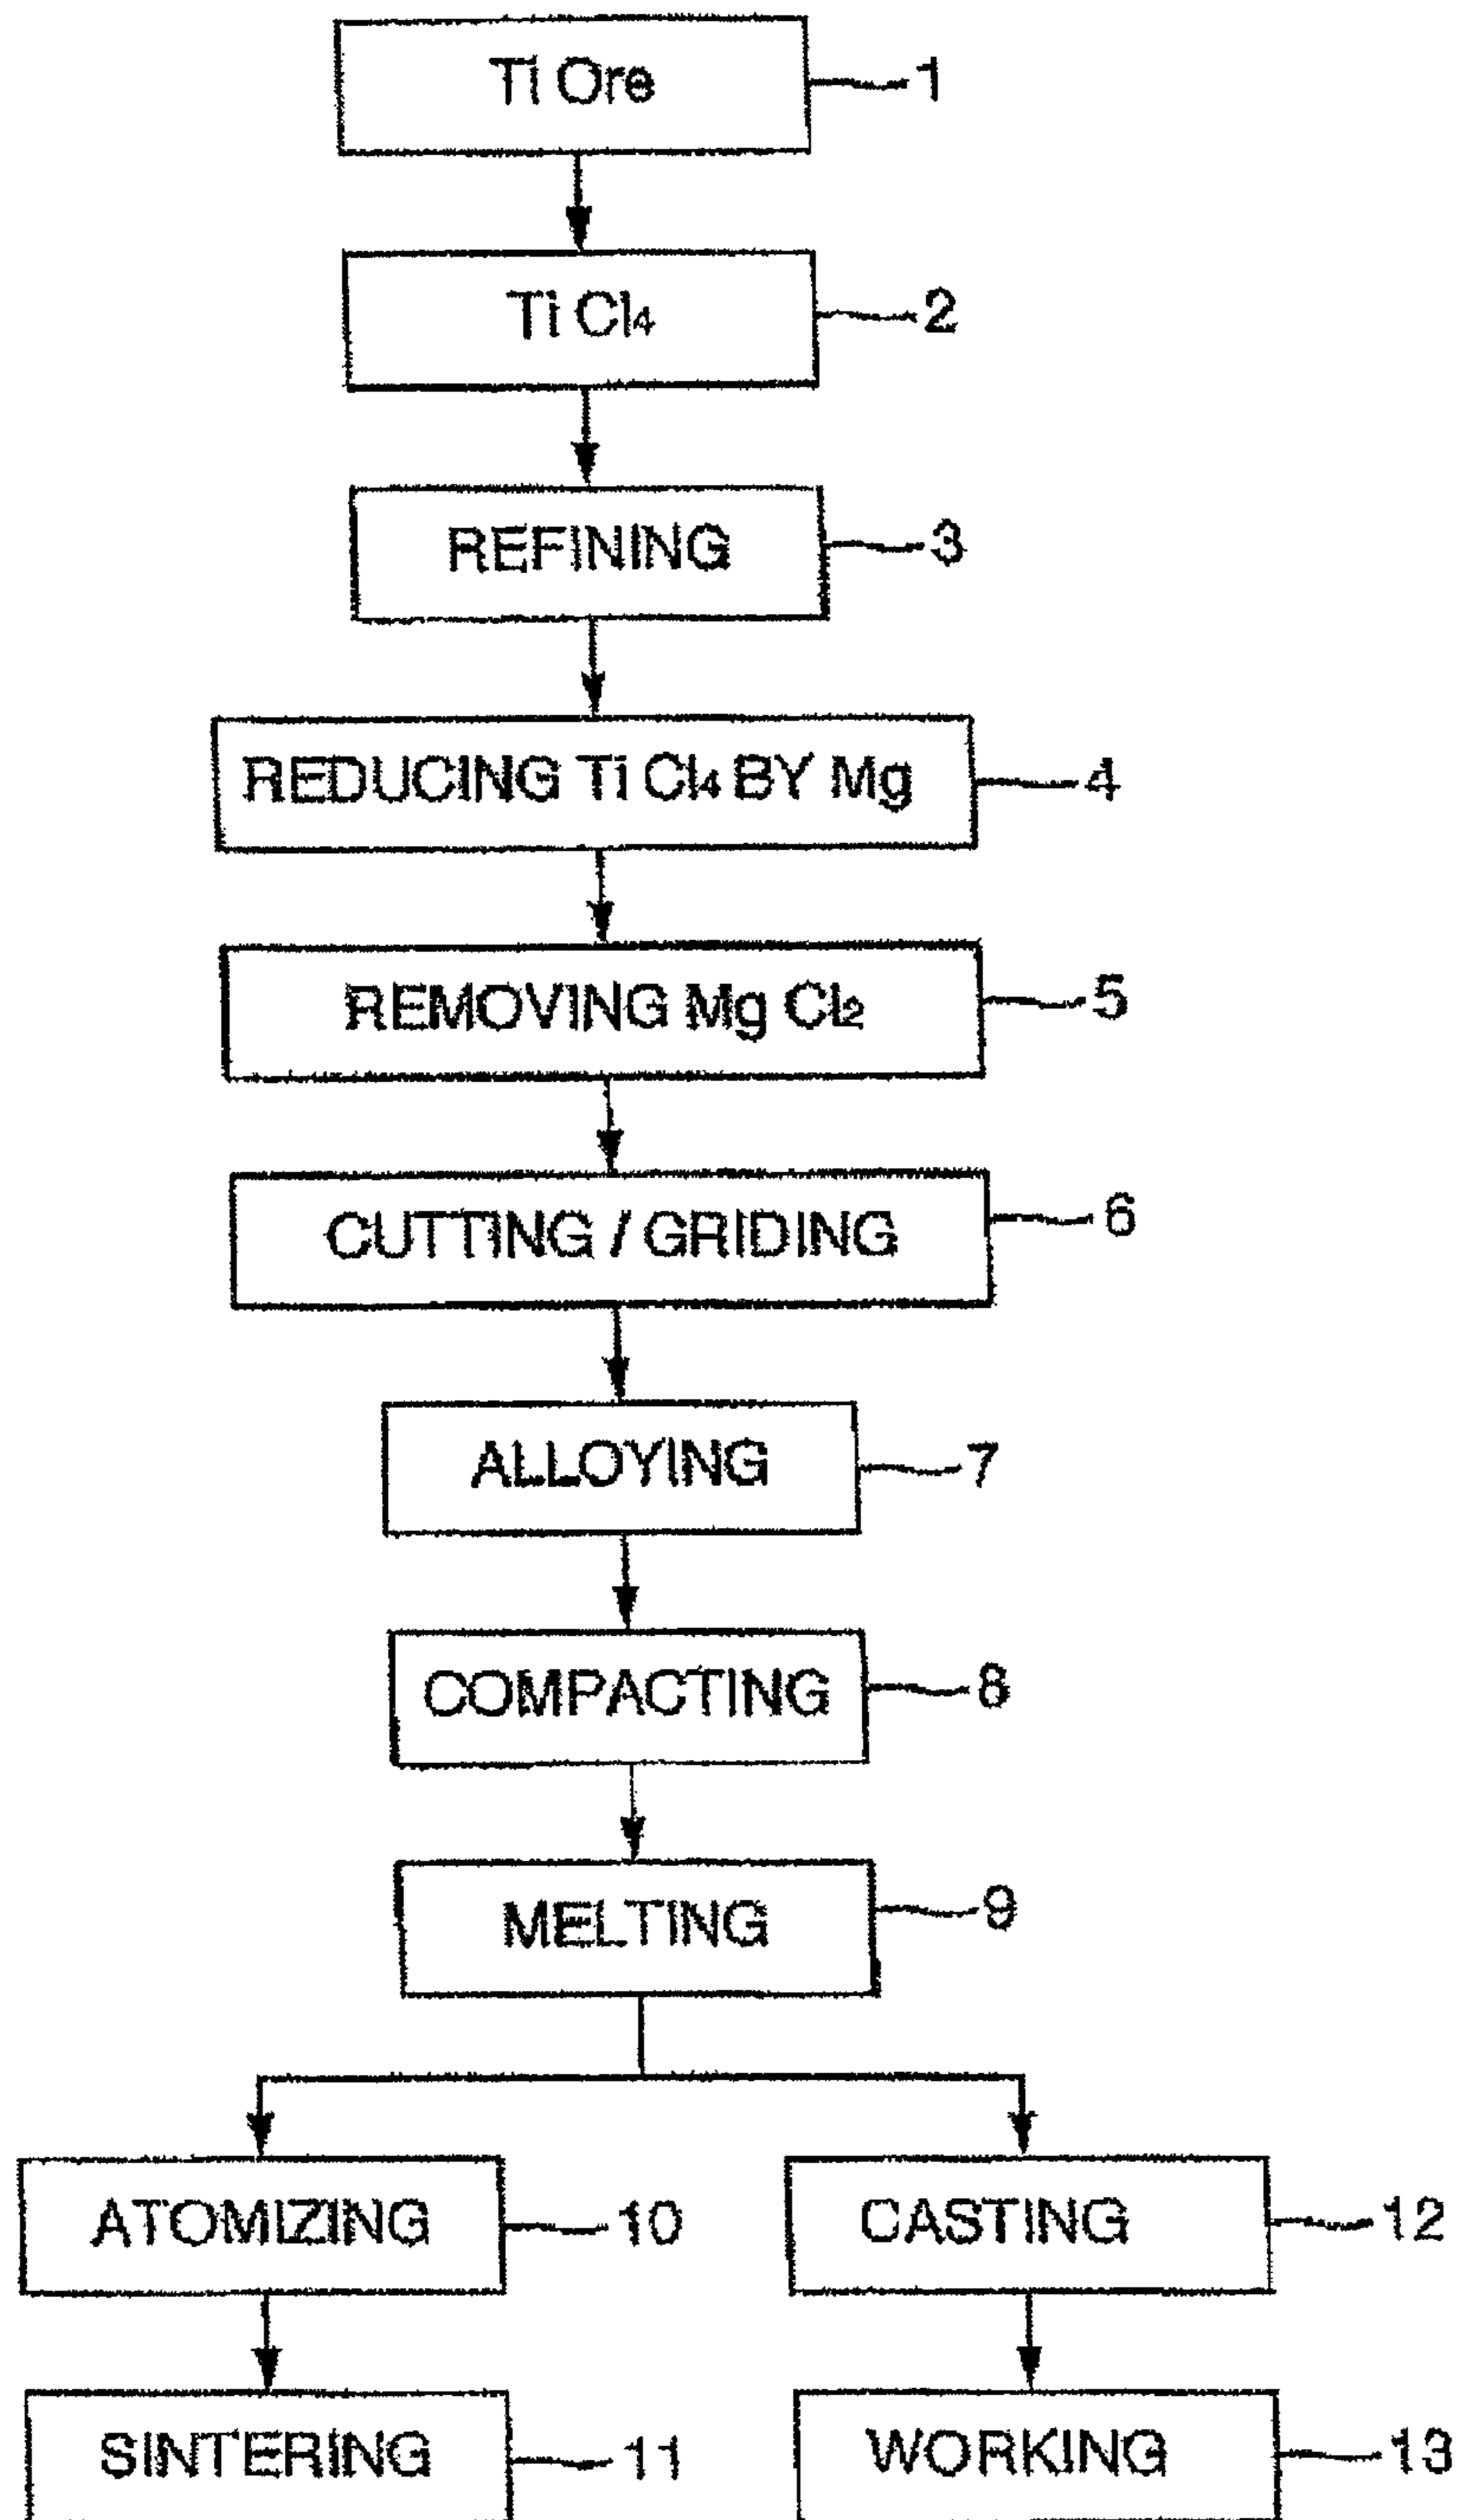 Ti Ore 1
Ti Cl₄ 2
REFINING 3
REDUCING Ti Cl₄ BY Mg 4
REMOVING Mg Cl₂ 5
CUTTING / GRIDING 6
ALLOYING 7
COMPACTING 8
MELTING 9
ATOMIZING 10 CASTING 12
SINTERING 11 WORKING 13